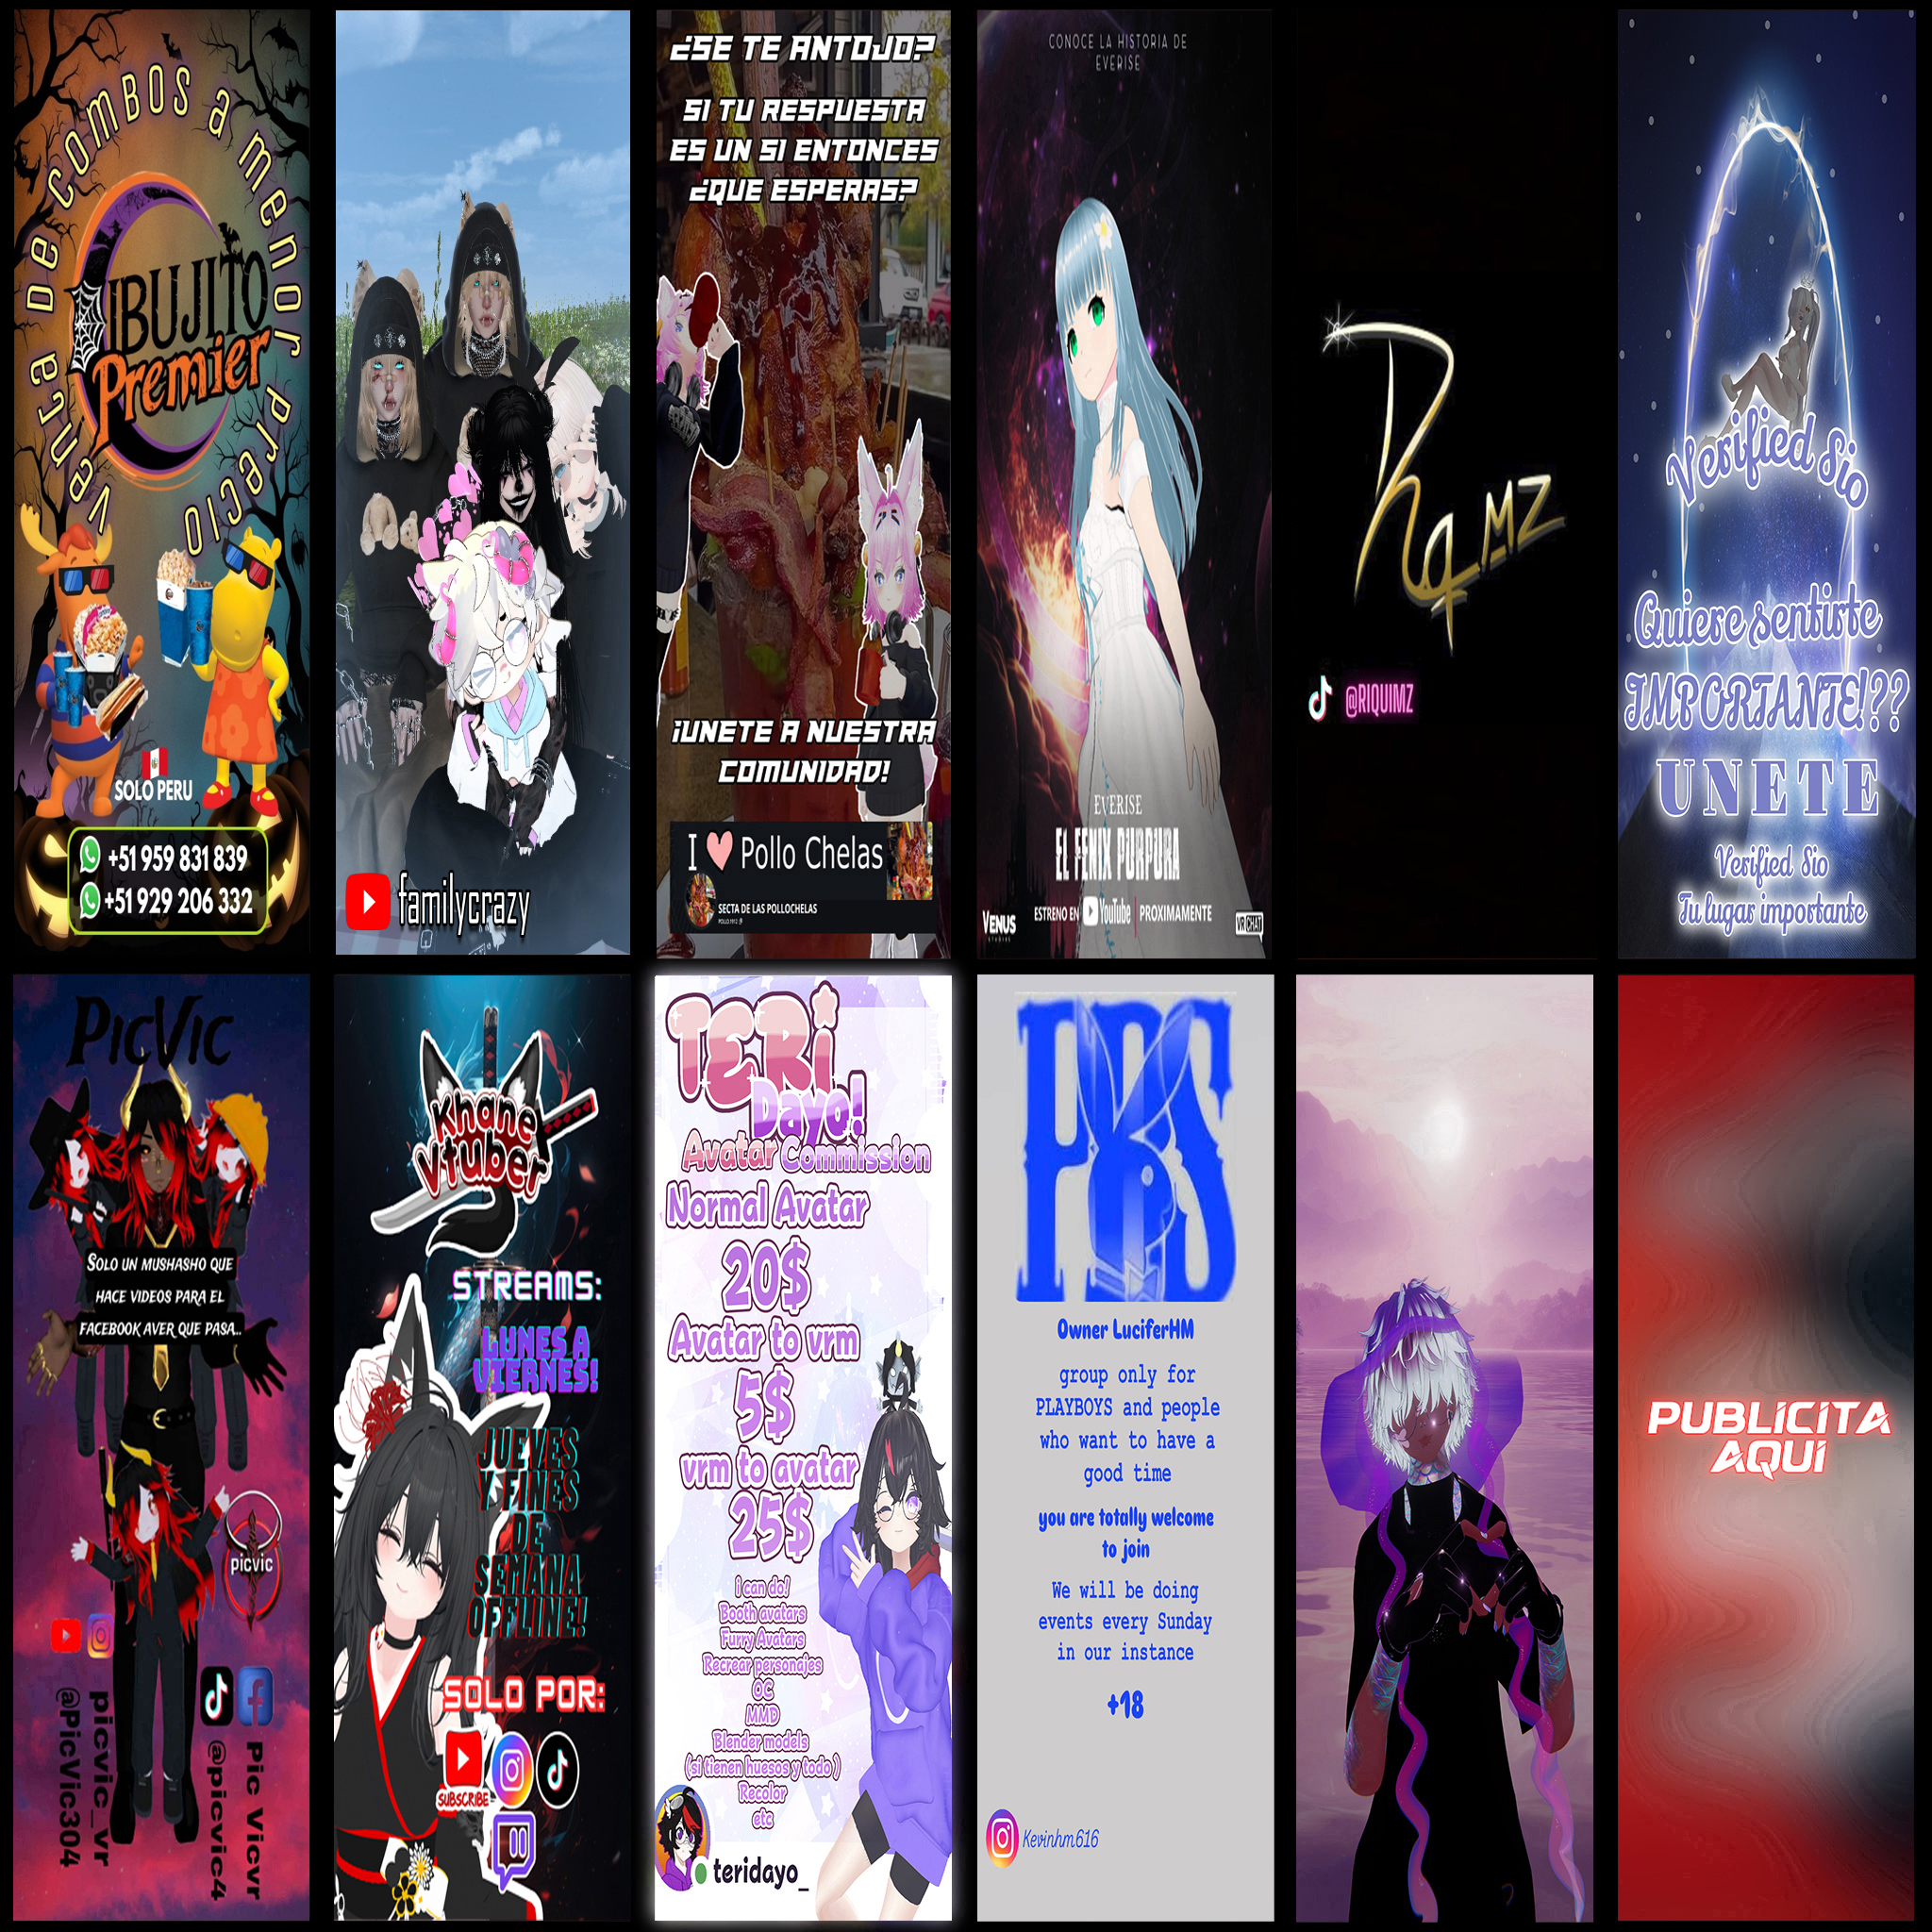 venta DE combos a menor precio
DIBUJITO
Premier
SOLO PERU
+51 959 831 839
+51 929 206 332
familycrazy
¿SE TE ANTOJO?
SI TU RESPUESTA
ES UN SI ENTONCES
¿QUE ESPERAS?
¡UNETE A NUESTRA
COMUNIDAD!
I ❤ Pollo Chelas
SECTA DE LAS POLLOCHELAS
CONOCE LA HISTORIA DE
EVERISE
EVERISE
EL FENIX PURPURA
VENUS
STUDIOS
ESTRENO EN YouTube PROXIMAMENTE
VRCHAT
Rq.MZ
@RIQUIMZ
Verified Sio
Quiere sentirte
IMPORTANTE!??
UNETE
Verified Sio
Tu lugar importante
PICVIC
SOLO UN MUSHASHO QUE
HACE VIDEOS PARA EL
FACEBOOK AVER QUE PASA...
picvic
@PicVic304
picvic_vr
@picvic4
Pic Vicvr
Khane
Vtuber
STREAMS:
LUNES A
VIERNES!
JUEVES
Y FINES
DE
SEMANA
OFFLINE!
SOLO POR:
SUBSCRIBE
TERi
Dayo!
Avatar Commission
Normal Avatar
20$
Avatar to vrm
5$
vrm to avatar
25$
i can do!
Booth avatars
Furry Avatars
Recrear personajes
OC
MMD
Blender models
(si tienen huesos y todo )
Recolor
etc
teridayo_
PBS
Owner LuciferHM
group only for
PLAYBOYS and people
who want to have a
good time
you are totally welcome
to join
We will be doing
events every Sunday
in our instance
+18
Kevinhm616
PUBLICITA
AQUI